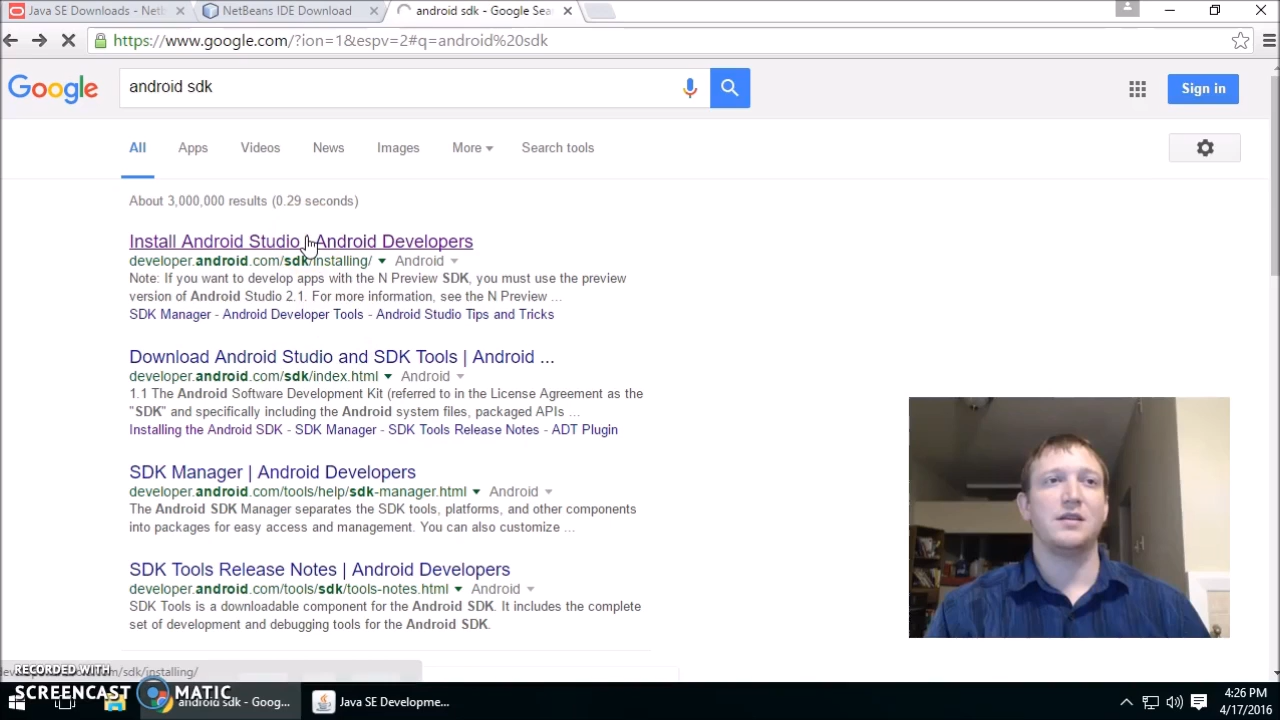 Java SE Downloads -
NetBeans IDE Download
android sdk - Google Sea
https://www.google.com/?ion=1&espv=2#q=android%20sdk
Google
android sdk
Sign in
All
Apps
Videos
News
Images
More
Search tools
About 3,000,000 results (0.29 seconds)
Install Android Studio | Android Developers
developer.android.com/sdk/installing/ Android
Note: If you want to develop apps with the N Preview SDK, you must use the preview
version of Android Studio 2.1. For more information, see the N Preview ...
SDK Manager - Android Developer Tools - Android Studio Tips and Tricks
Download Android Studio and SDK Tools | Android ...
developer.android.com/sdk/index.html Android
1.1 The Android Software Development Kit (referred to in the License Agreement as the
"SDK" and specifically including the Android system files, packaged APIs ...
Installing the Android SDK - SDK Manager - SDK Tools Release Notes - ADT Plugin
SDK Manager | Android Developers
developer.android.com/tools/help/sdk-manager.html Android
The Android SDK Manager separates the SDK tools, platforms, and other components
into packages for easy access and management. You can also customize ...
SDK Tools Release Notes | Android Developers
developer.android.com/tools/sdk/tools-notes.html Android
SDK Tools is a downloadable component for the Android SDK. It includes the complete
set of development and debugging tools for the Android SDK.
/sdk/installing/
RECORDED WITH
SCREENCAST MATIC
android sdk - Goog...
Java SE Developme...
4:26 PM
4/17/2016